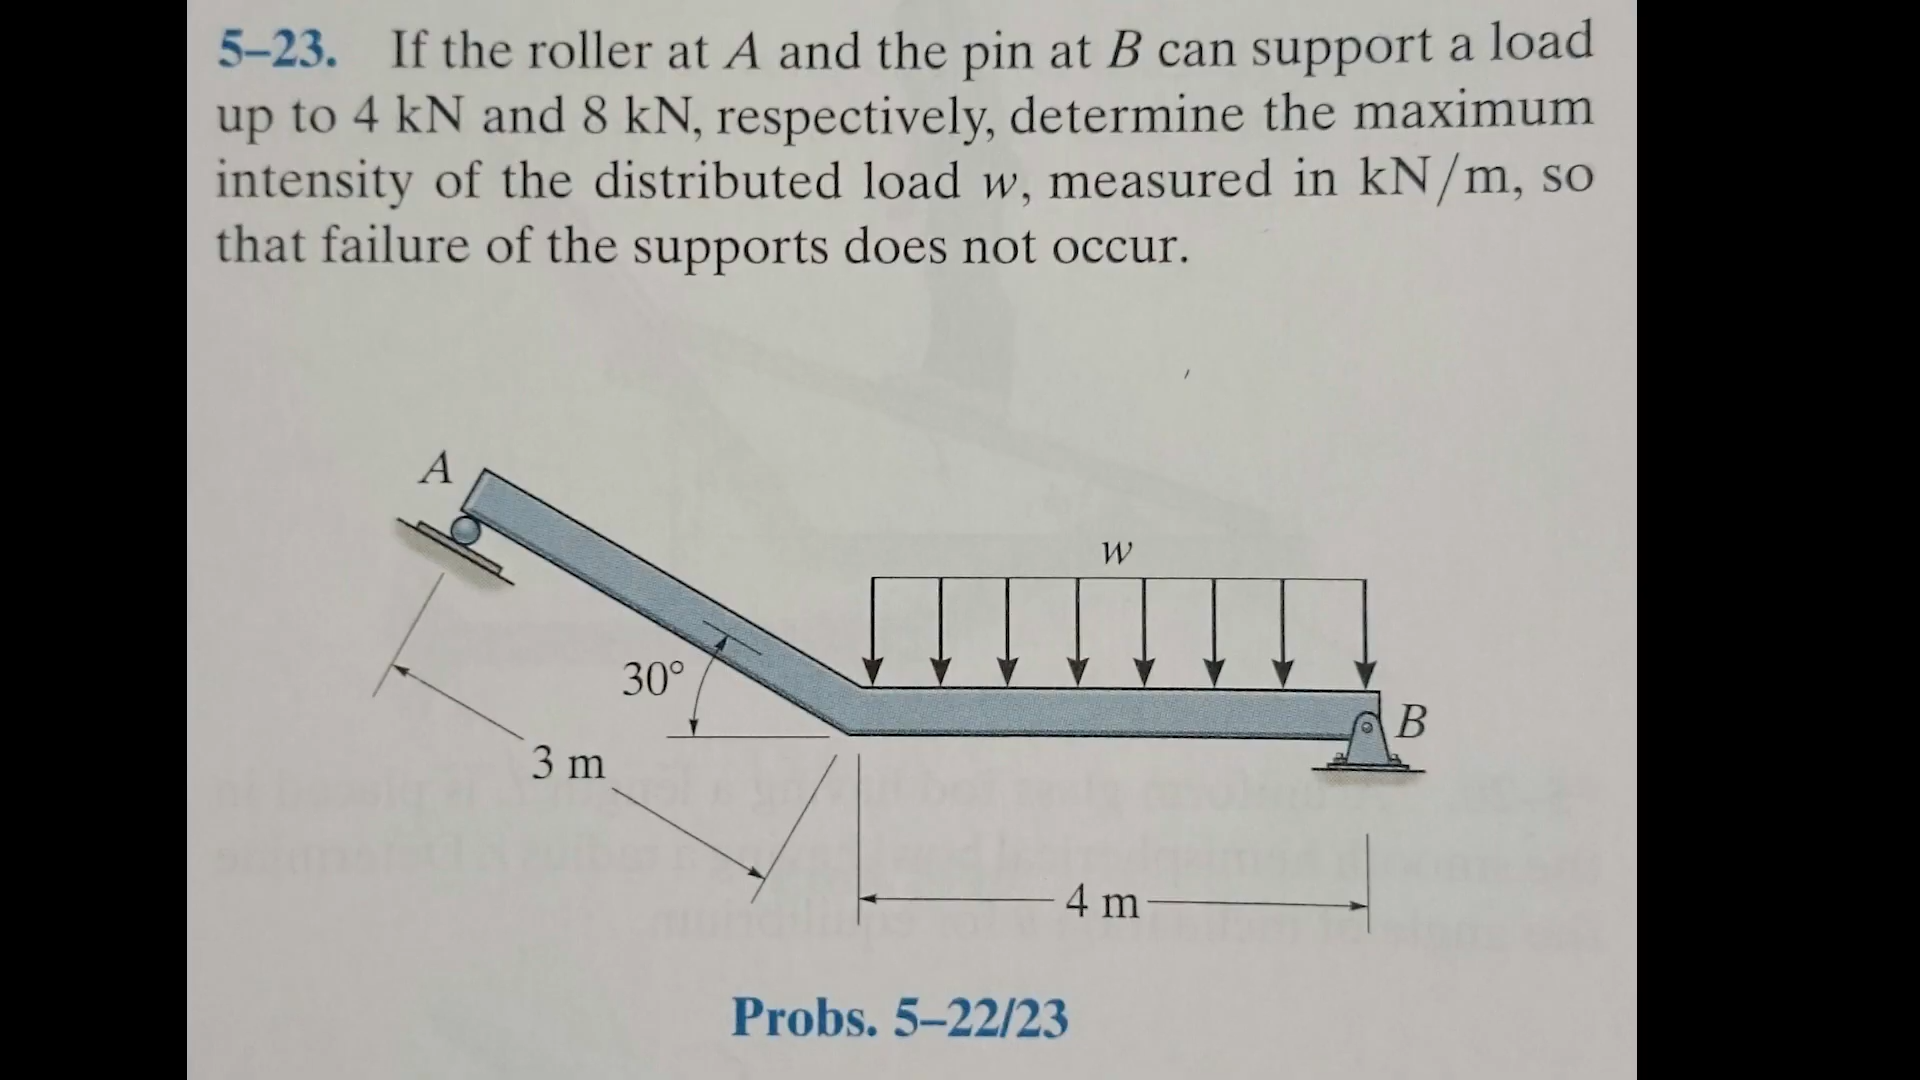 5–23. If the roller at A and the pin at B can support a load
up to 4 kN and 8 kN, respectively, determine the maximum
intensity of the distributed load w, measured in kN/m, so
that failure of the supports does not occur.
A
w
30°
B
3 m
4 m
Probs. 5–22/23